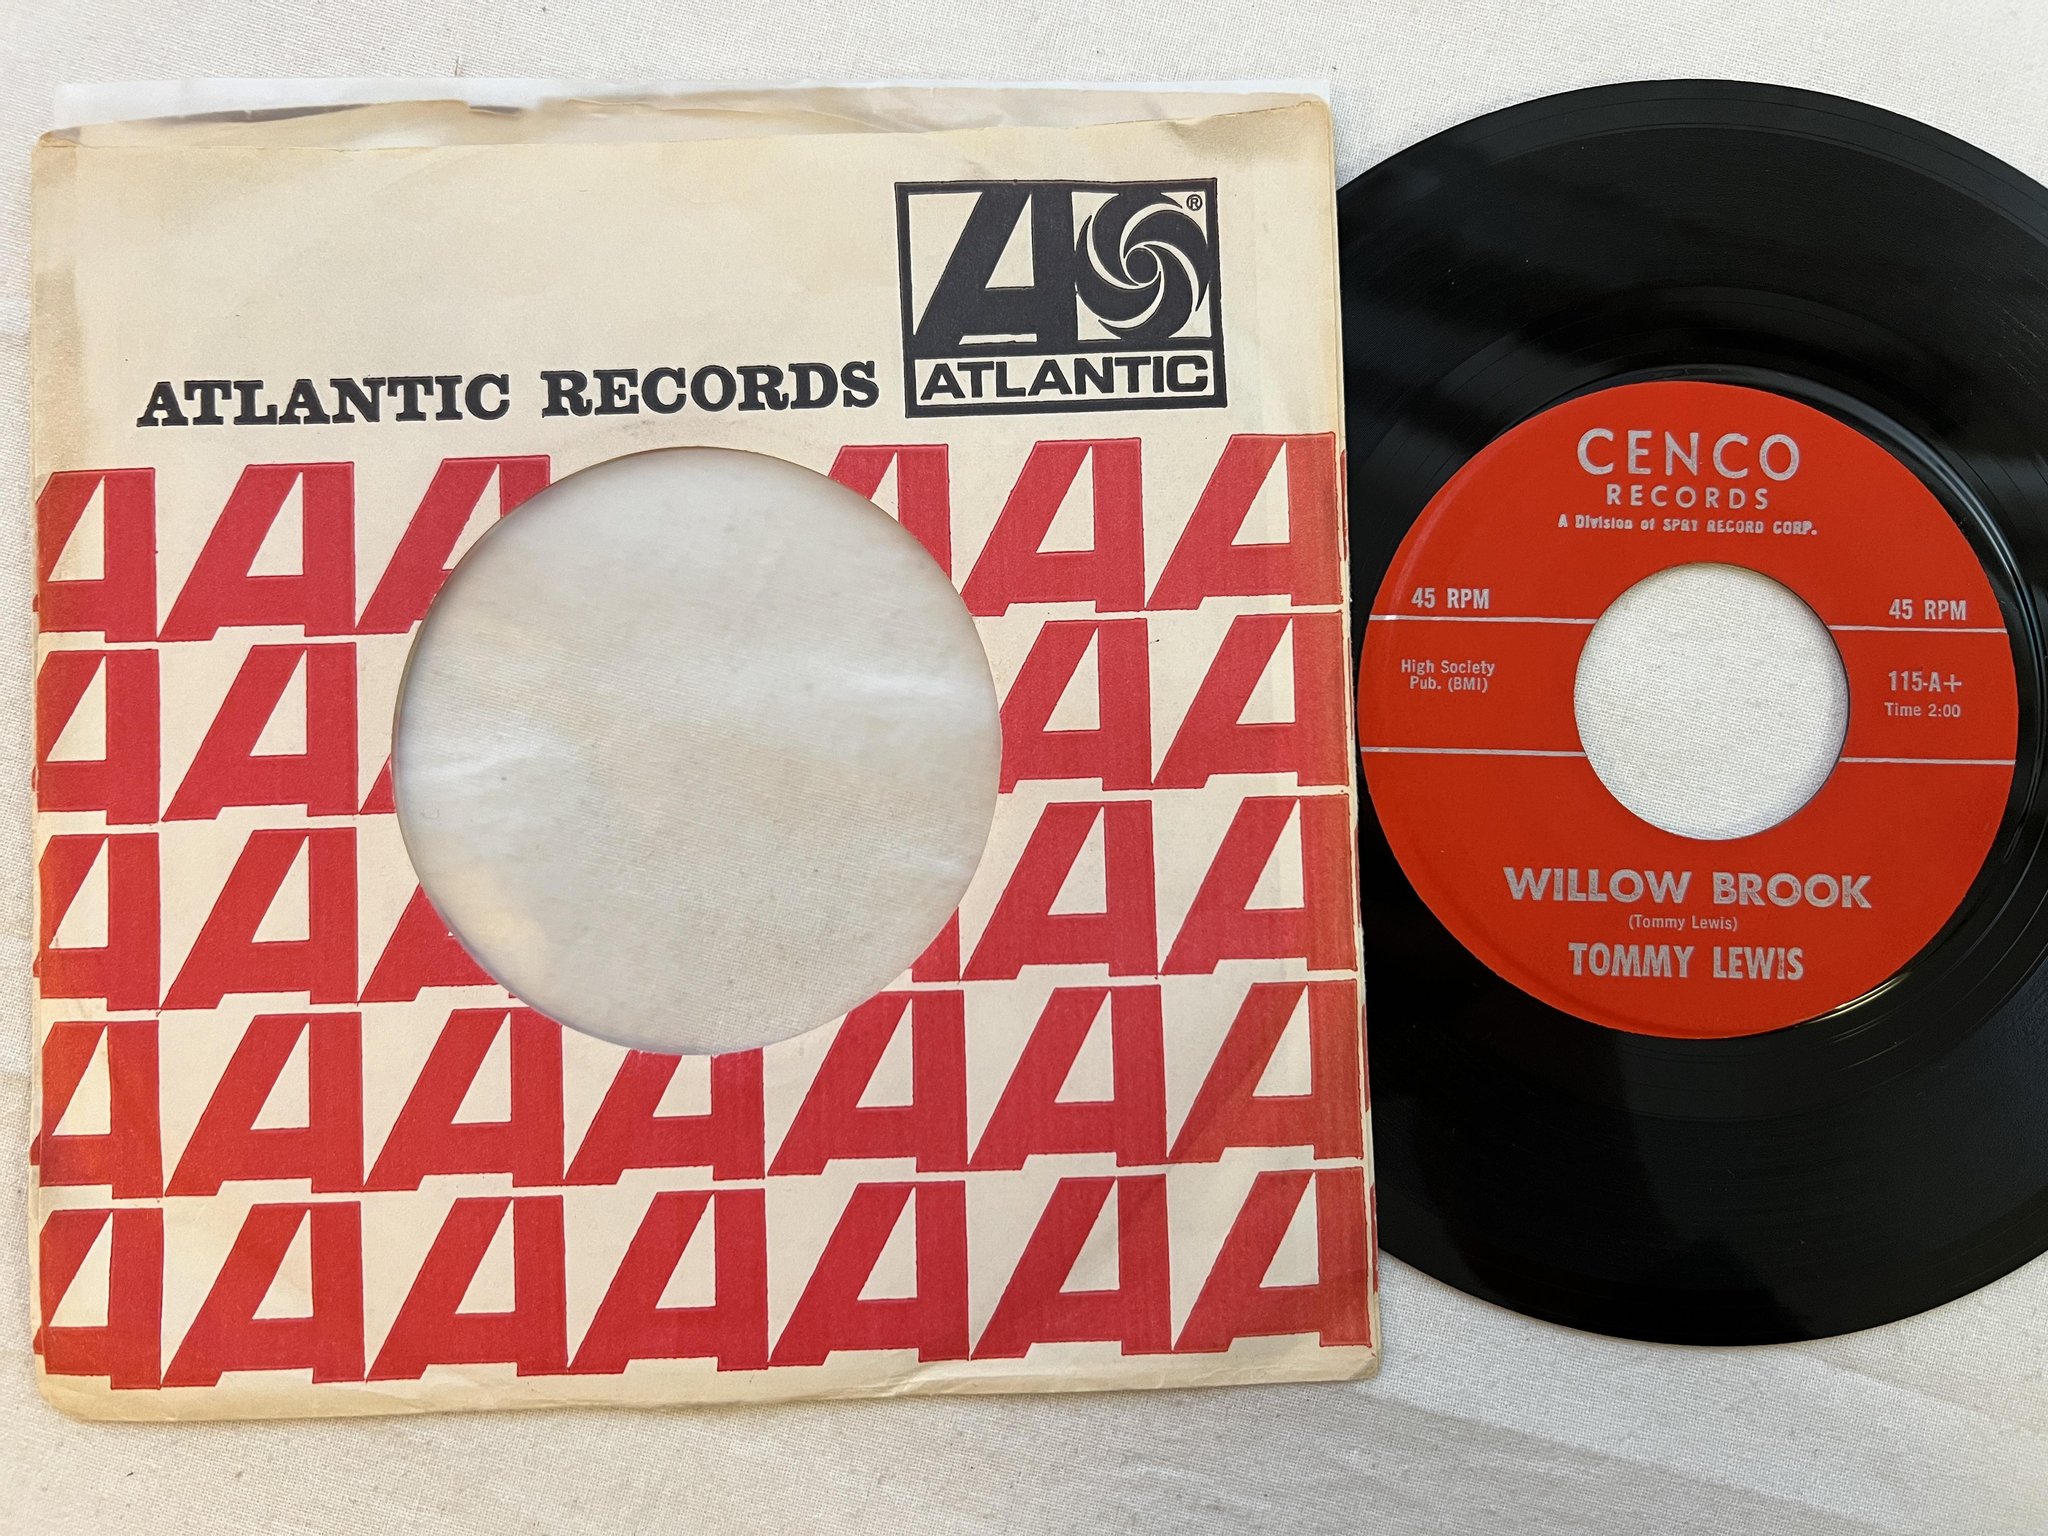 ATLANTIC RECORDS
®
ATLANTIC
CENCO
RECORDS
A Division of SPRY RECORD CORP.
45 RPM
45 RPM
High Society
Pub. (BMI)
115-A+
Time 2:00
WILLOW BROOK
(Tommy Lewis)
TOMMY LEWIS